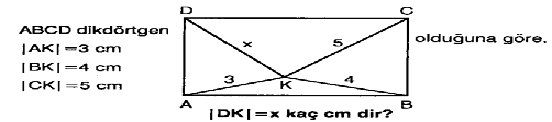 D C
ABCD dikdörtgen
|AK|=3 cm
|BK|=4 cm
|CK|=5 cm
x 5
olduğuna göre,
3 K 4
A B
|DK|=x kaç cm dir?